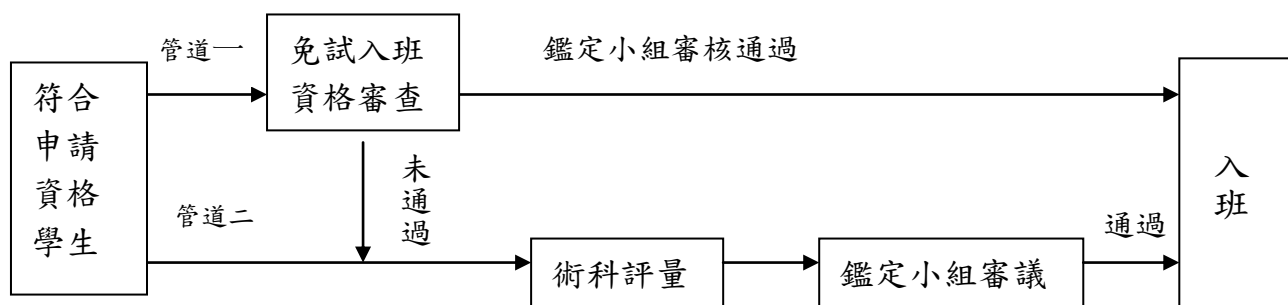 符合
申請
資格
學生
管道一
免試入班
資格審查
鑑定小組審核通過
未
通
過
管道二
術科評量
鑑定小組審議
通過
入
班